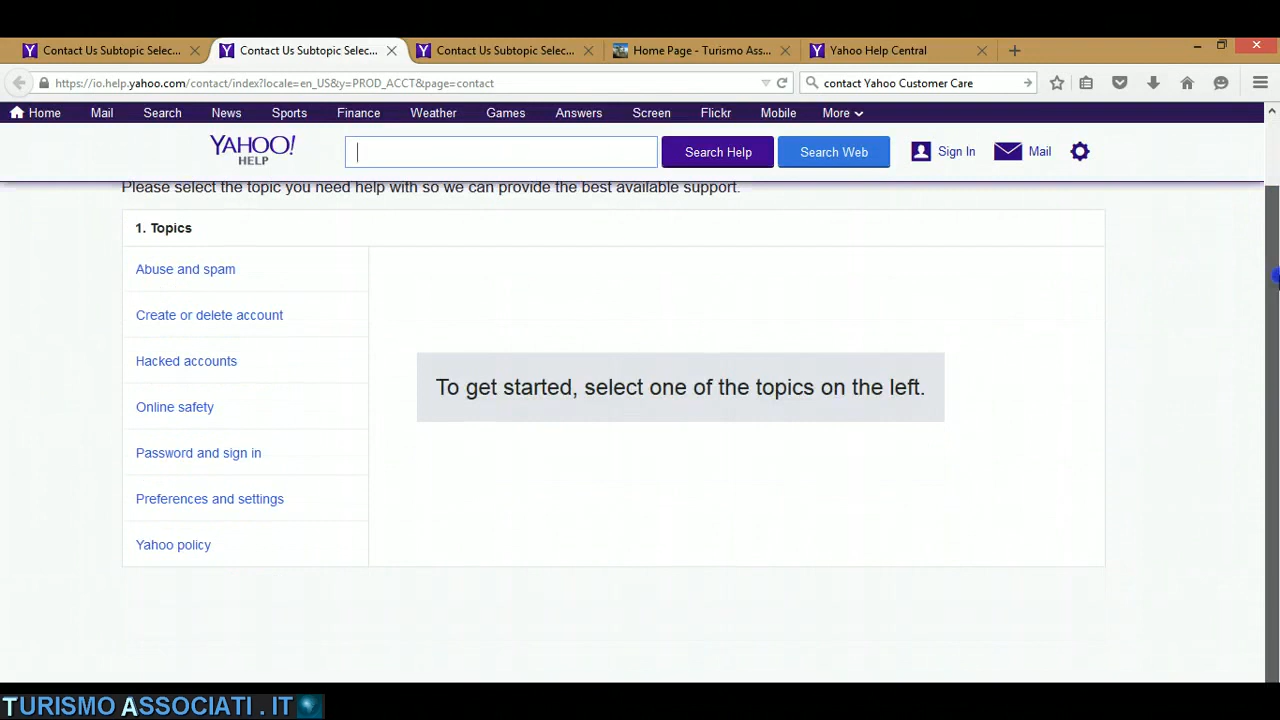 Contact Us Subtopic Selec...
Contact Us Subtopic Selec...
Contact Us Subtopic Selec...
Home Page - Turismo Ass...
Yahoo Help Central
https://io.help.yahoo.com/contact/index?locale=en_US&y=PROD_ACCT&page=contact
contact Yahoo Customer Care
Home Mail Search Sports News Finance Weather Games Answers Screen Flickr Mobile More
YAHOO!
HELP
Search Help
Search Web
Sign In
Mail
Please select the topic you need help with so we can provide the best available support.
1. Topics
Abuse and spam
Create or delete account
Hacked accounts
Online safety
Password and sign in
Preferences and settings
Yahoo policy
To get started, select one of the topics on the left.
TURISMO ASSOCIATI . IT